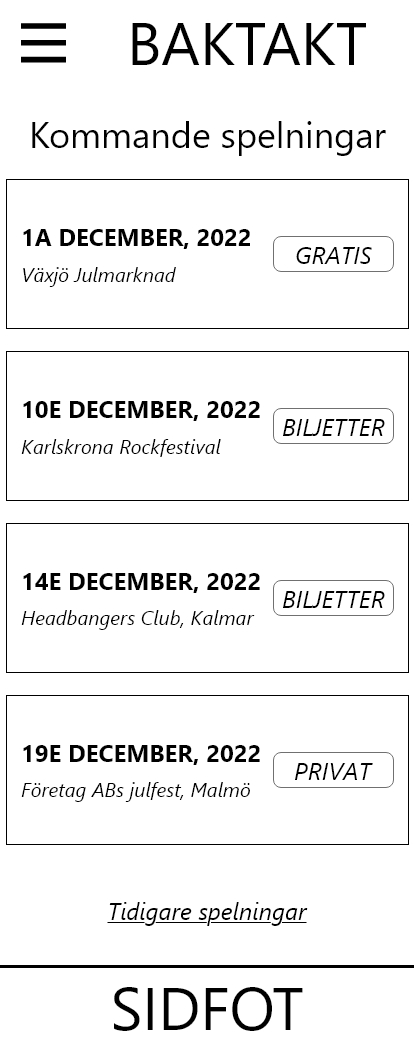 BAKTAKT
Kommande spelningar
1A DECEMBER, 2022
Växjö Julmarknad
GRATIS
10E DECEMBER, 2022
Karlskrona Rockfestival
BILJETTER
14E DECEMBER, 2022
Headbangers Club, Kalmar
BILJETTER
19E DECEMBER, 2022
Företag ABs julfest, Malmö
PRIVAT
Tidigare spelningar
SIDFOT